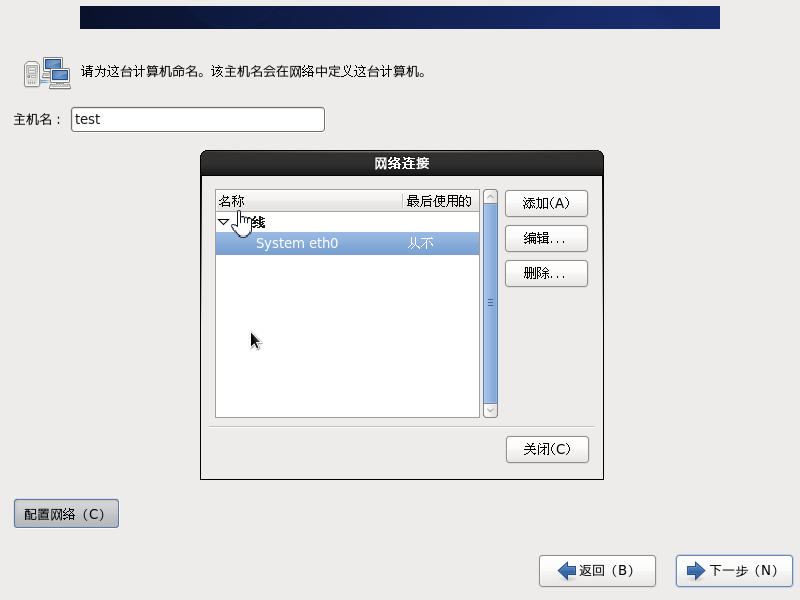 请为这台计算机命名。该主机名会在网络中定义这台计算机。
主机名：
test
网络连接
名称 最后使用的
线
System eth0 从不
添加(A)
编辑...
删除...
关闭(C)
配置网络（C）
返回（B）
下一步（N）